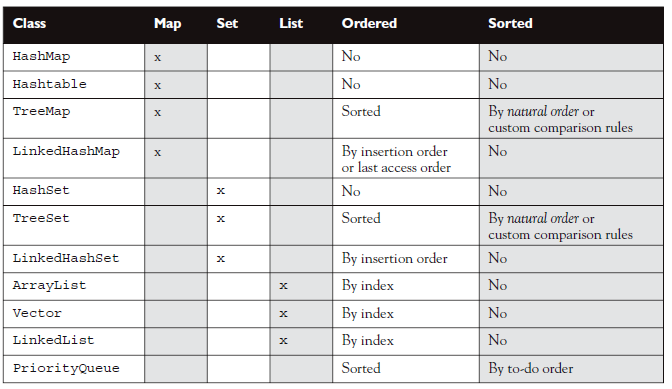 Class Map Set List Ordered Sorted
HashMap x No No
Hashtable x No No
TreeMap x Sorted By natural order or
custom comparison rules
LinkedHashMap x By insertion order No
or last access order
HashSet x No No
TreeSet x Sorted By natural order or
custom comparison rules
LinkedHashSet x By insertion order No
ArrayList x By index No
Vector x By index No
LinkedList x By index No
PriorityQueue Sorted By to-do order